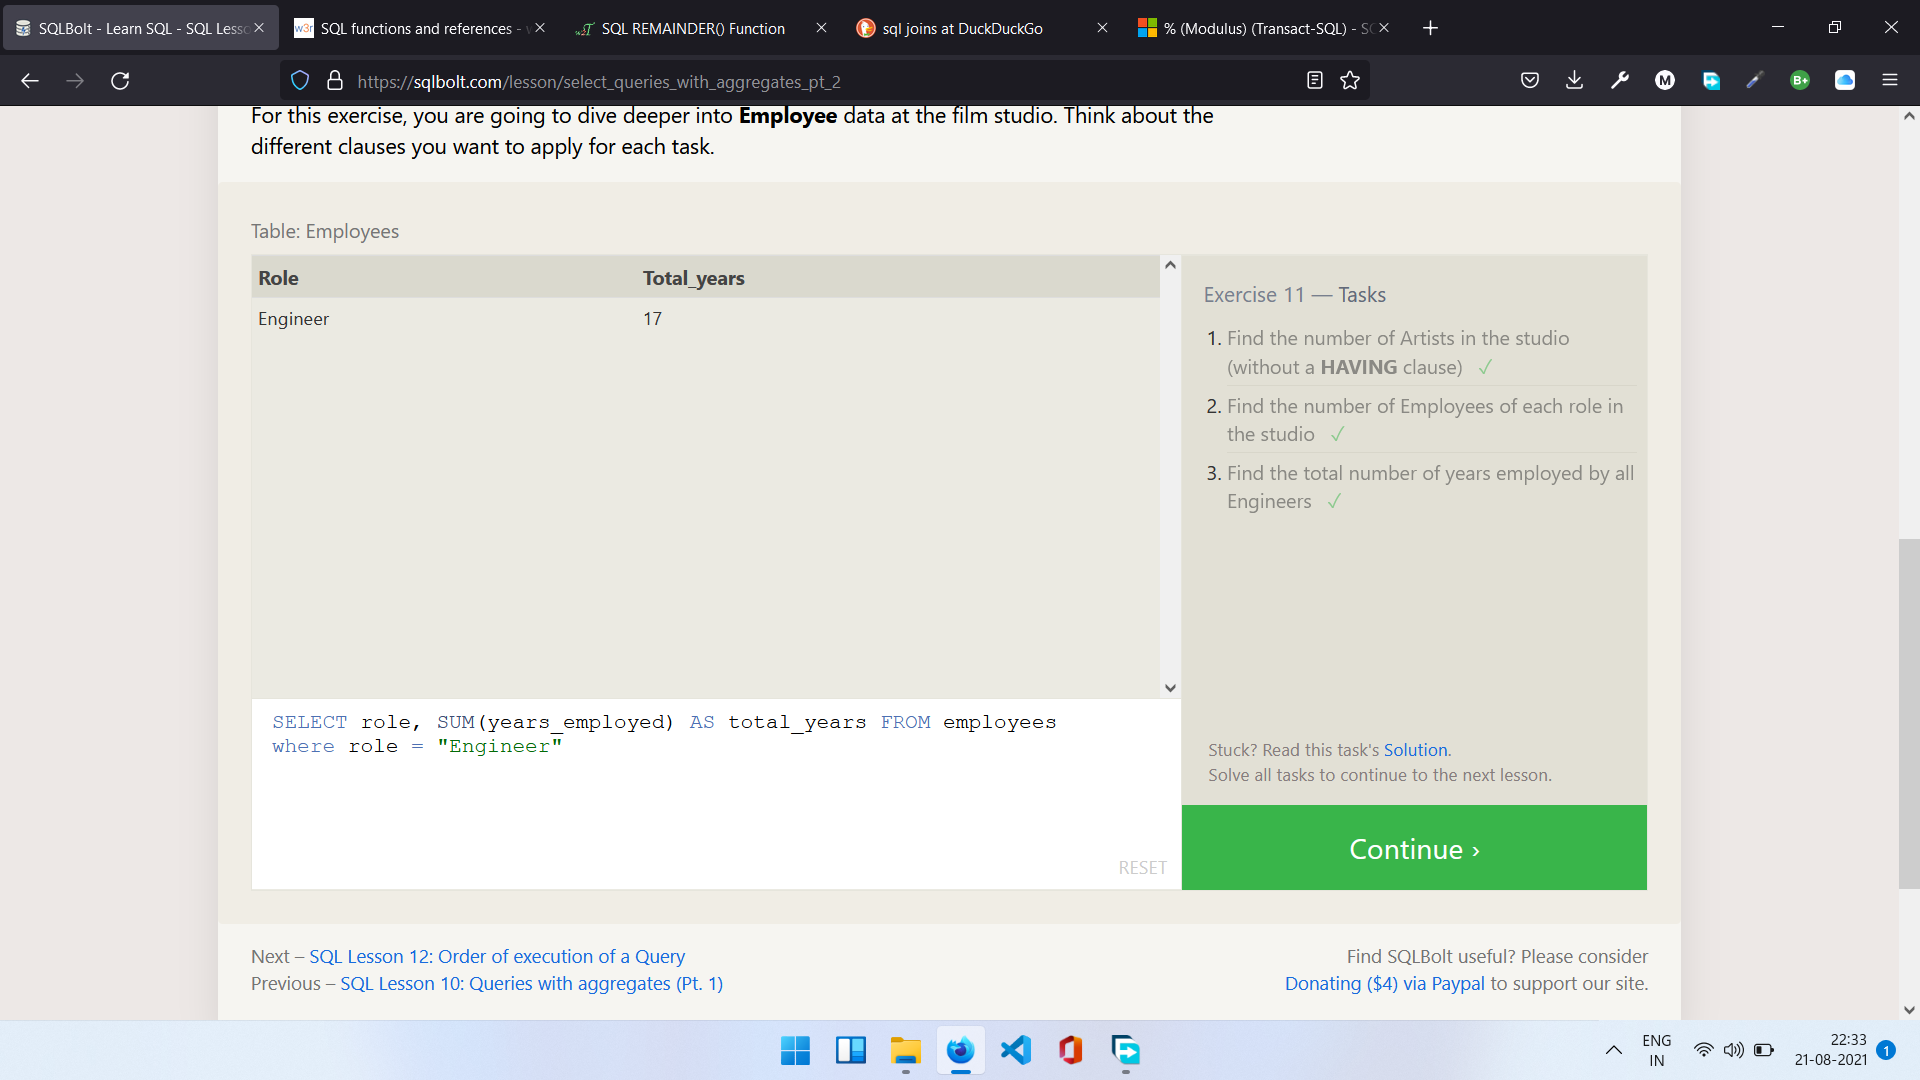 SQLBolt - Learn SQL - SQL Lesso
SQL functions and references - w
SQL REMAINDER() Function
sql joins at DuckDuckGo
% (Modulus) (Transact-SQL) - SQ
https://sqlbolt.com/lesson/select_queries_with_aggregates_pt_2
For this exercise, you are going to dive deeper into Employee data at the film studio. Think about the
different clauses you want to apply for each task.
Table: Employees
Role Total_years
Engineer 17
SELECT role, SUM(years_employed) AS total_years FROM employees
where role = "Engineer"
RESET
Exercise 11 — Tasks
1. Find the number of Artists in the studio
(without a HAVING clause) ✓
2. Find the number of Employees of each role in
the studio ✓
3. Find the total number of years employed by all
Engineers ✓
Stuck? Read this task's Solution.
Solve all tasks to continue to the next lesson.
Continue ›
Next – SQL Lesson 12: Order of execution of a Query
Previous – SQL Lesson 10: Queries with aggregates (Pt. 1)
Find SQLBolt useful? Please consider
Donating ($4) via Paypal to support our site.
ENG
IN
22:33
21-08-2021
1
w3r
M
B+